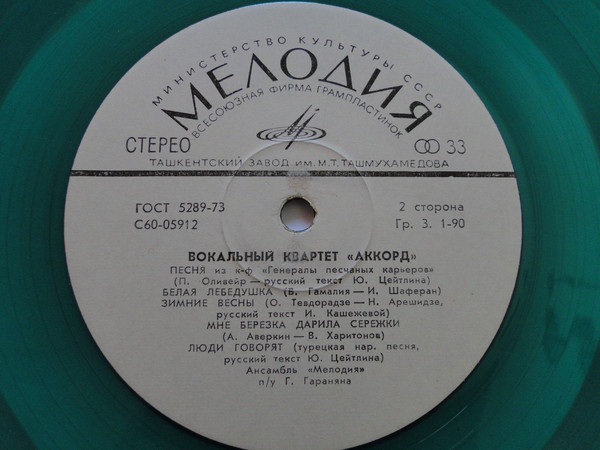 МИНИСТЕРСТВО КУЛЬТУРЫ СССР
МЕЛОДИЯ
ВСЕСОЮЗНАЯ ФИРМА ГРАМПЛАСТИНОК
СТЕРЕО
33
ТАШКЕНТСКИЙ ЗАВОД ИМ. М.Т. ТАШМУХАМЕДОВА
ГОСТ 5289-73
2 сторона
С60-05912
Гр. 3. 1-90
ВОКАЛЬНЫЙ КВАРТЕТ «АККОРД»
ПЕСНЯ из к-ф «Генералы песчаных карьеров»
(П. Оливейр — русский текст Ю. Цейтлина)
БЕЛАЯ ЛЕБЕДУШКА (В. Гамалия — И. Шаферан)
ЗИМНИЕ ВЕСНЫ (О. Тевдорадзе — Н. Арешидзе,
русский текст И. Кашежевой)
МНЕ БЕРЕЗКА ДАРИЛА СЕРЕЖКИ
(А. Аверкин — В. Харитонов)
ЛЮДИ ГОВОРЯТ (турецкая нар. песня,
русский текст Ю. Цейтлина)
Ансамбль «Мелодия»
п/у Г. Гараняна